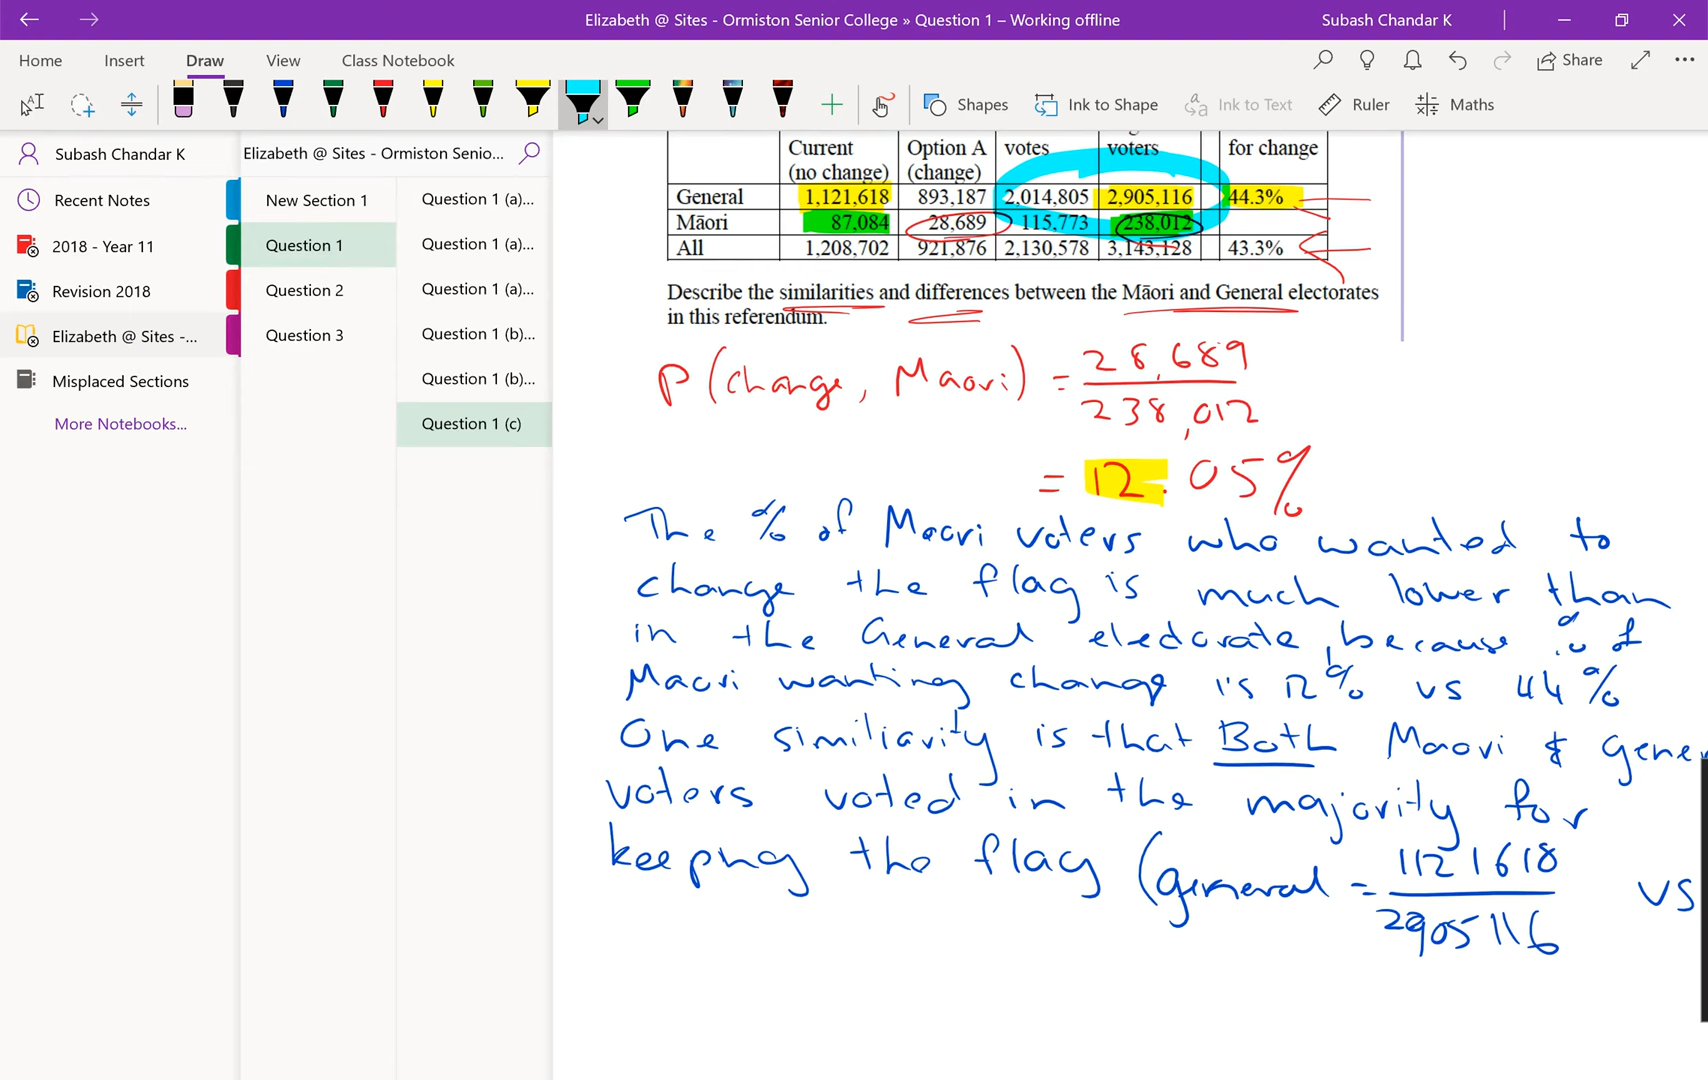 Elizabeth @ Sites - Ormiston Senior College » Question 1 – Working offline
Subash Chandar K
Home Insert Draw View Class Notebook
Share
Shapes Ink to Shape Ink to Text Ruler Maths
Subash Chandar K
Recent Notes
2018 - Year 11
Revision 2018
Elizabeth @ Sites -...
Misplaced Sections
More Notebooks...
Elizabeth @ Sites - Ormiston Senio...
New Section 1
Question 1
Question 2
Question 3
Question 1 (a)...
Question 1 (a)...
Question 1 (a)...
Question 1 (b)...
Question 1 (b)...
Question 1 (c)
Current Option A votes voters for change
(no change) (change)
General 1,121,618 893,187 2,014,805 2,905,116 44.3%
Māori 87,084 28,689 115,773 238,012
All 1,208,702 921,876 2,130,578 3,143,128 43.3%
Describe the similarities and differences between the Māori and General electorates
in this referendum.
P (change, Maori) = 28,689
238,012
= 12.05%
The % of Maori voters who wanted to
change the flag is much lower than
in the General electorate, because % of
Maori wanting change is 12% vs 44%
One similiarity is that Both Maori & gene
voters voted in the majority for
keeping the flag (general = 1121618 vs
2905116